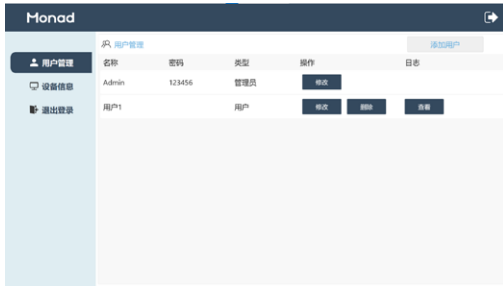 Monad
用户管理
设备信息
退出登录
用户管理 添加用户
名称 密码 类型 操作 日志
Admin 123456 管理员 修改
用户1 用户 修改 删除 查看